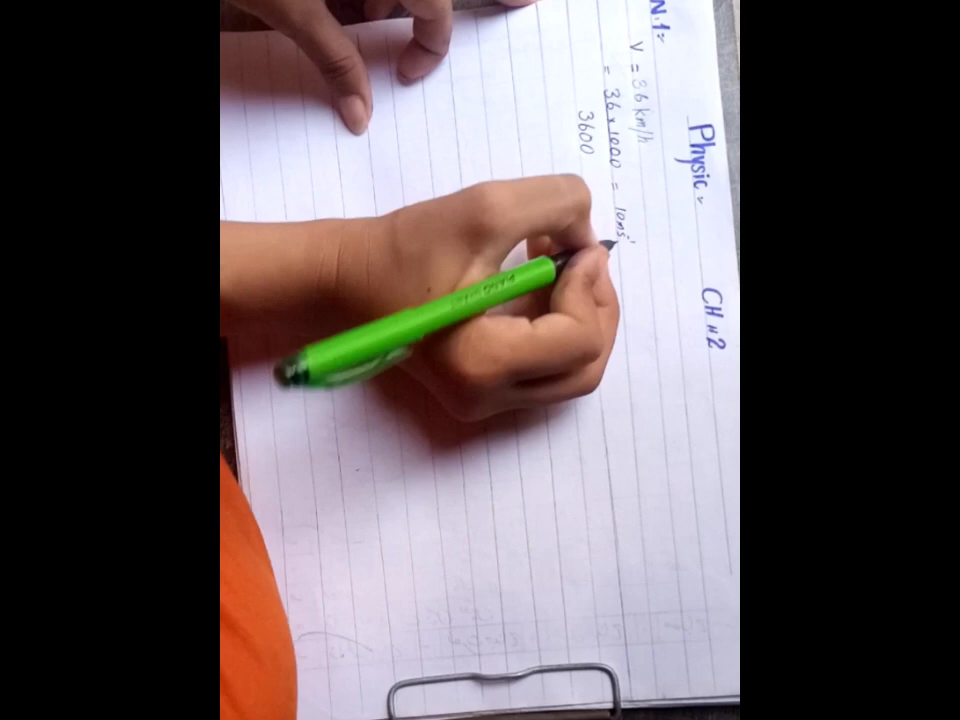 Physic CH # 2
N.1
V = 36 km/h
= 36 x 1000 = 10ms⁻¹
3600